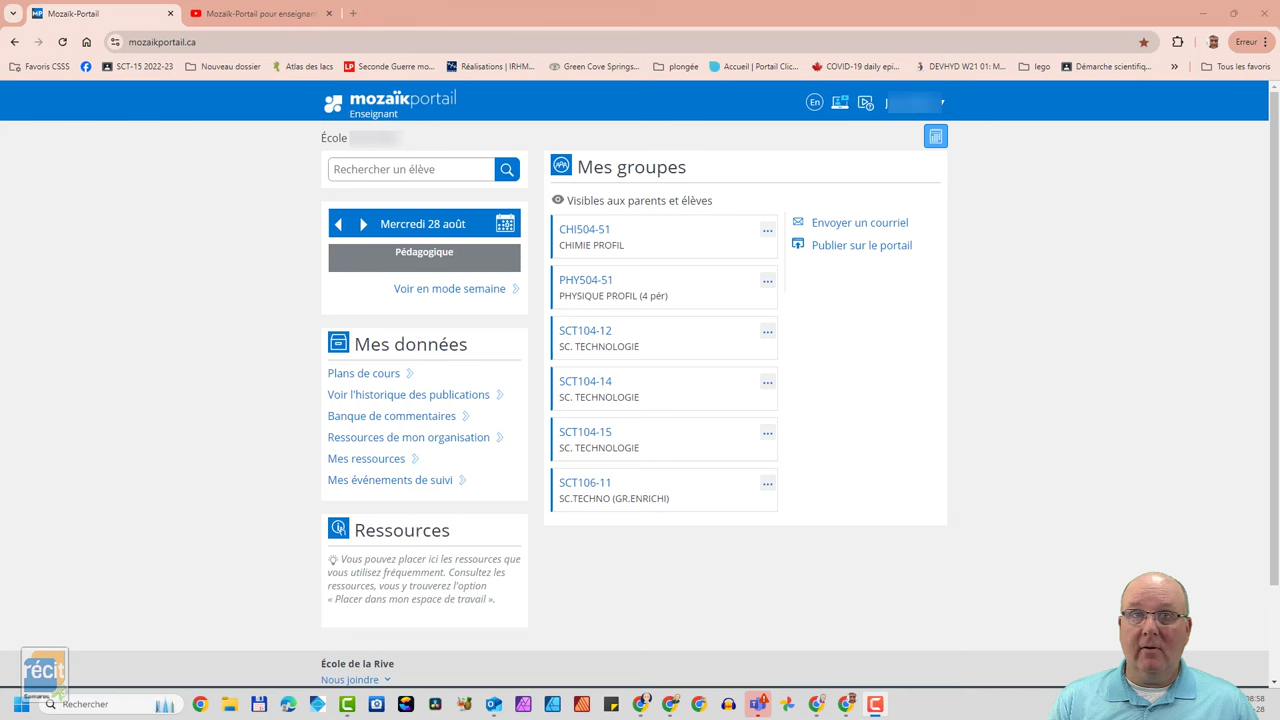 Mozaïk-Portail
Mozaïk-Portail pour enseignan
mozaikportail.ca
Erreur
Favoris CSSS
SCT-15 2022-23
Nouveau dossier
Atlas des lacs
Seconde Guerre mo...
Réalisations | IRHM...
Green Cove Springs...
plongée
Accueil | Portail Clic...
COVID-19 daily epi...
DEVHYD W21 01: M...
lego
Démarche scientifiq...
Tous les favoris
mozaïkportail
Enseignant
En
École
Rechercher un élève
Mercredi 28 août
Pédagogique
Voir en mode semaine
Mes données
Plans de cours
Voir l'historique des publications
Banque de commentaires
Ressources de mon organisation
Mes ressources
Mes événements de suivi
Ressources
Vous pouvez placer ici les ressources que
vous utilisez fréquemment. Consultez les
ressources, vous y trouverez l'option
« Placer dans mon espace de travail ».
Mes groupes
Visibles aux parents et élèves
CHI504-51
CHIMIE PROFIL
PHY504-51
PHYSIQUE PROFIL (4 pér)
SCT104-12
SC. TECHNOLOGIE
SCT104-14
SC. TECHNOLOGIE
SCT104-15
SC. TECHNOLOGIE
SCT106-11
SC.TECHNO (GR.ENRICHI)
Envoyer un courriel
Publier sur le portail
École de la Rive
Nous joindre
récit
Rechercher
08:58